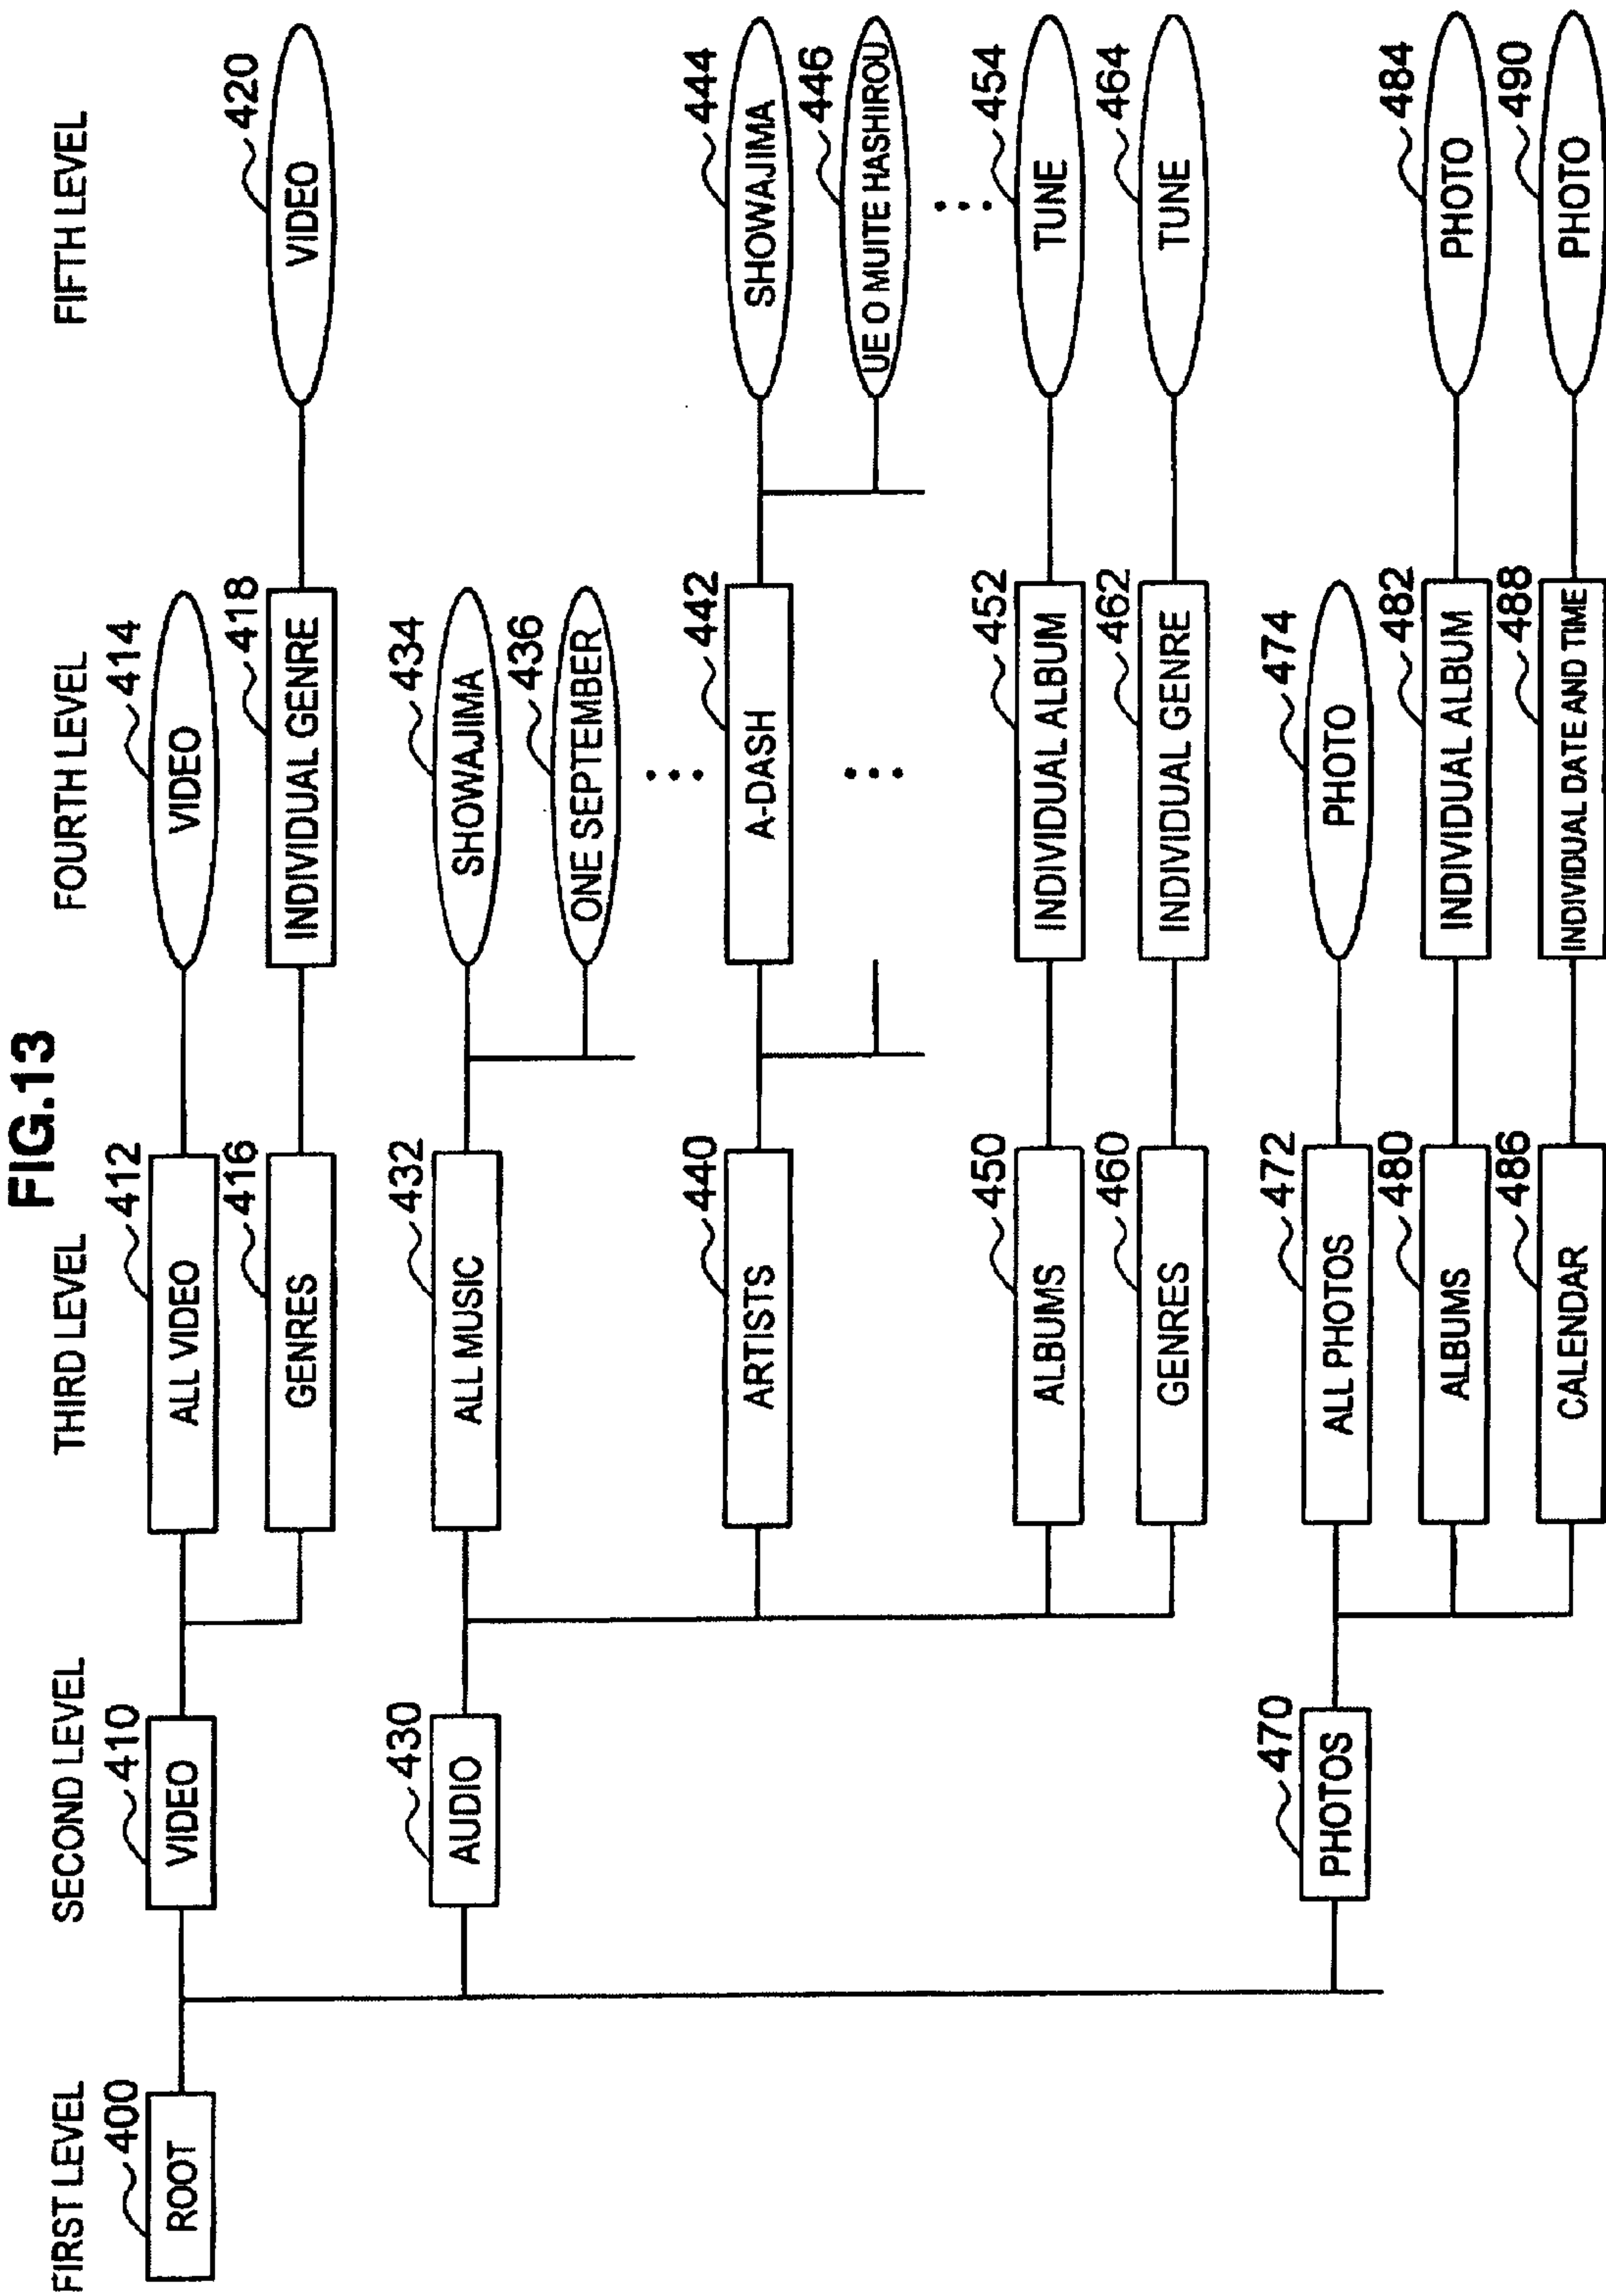 FIG.13
FIRST LEVEL
SECOND LEVEL
THIRD LEVEL
FOURTH LEVEL
FIFTH LEVEL
400
ROOT
410
VIDEO
412
ALL VIDEO
414
VIDEO
416
GENRES
418
INDIVIDUAL GENRE
420
VIDEO
430
AUDIO
432
ALL MUSIC
434
SHOWAJIMA
436
ONE SEPTEMBER
440
ARTISTS
442
A-DASH
444
SHOWAJIMA
446
UE O MUITE HASHIROU
450
ALBUMS
452
INDIVIDUAL ALBUM
454
TUNE
460
GENRES
462
INDIVIDUAL GENRE
464
TUNE
470
PHOTOS
472
ALL PHOTOS
474
PHOTO
480
ALBUMS
482
INDIVIDUAL ALBUM
484
PHOTO
486
CALENDAR
488
INDIVIDUAL DATE AND TIME
490
PHOTO